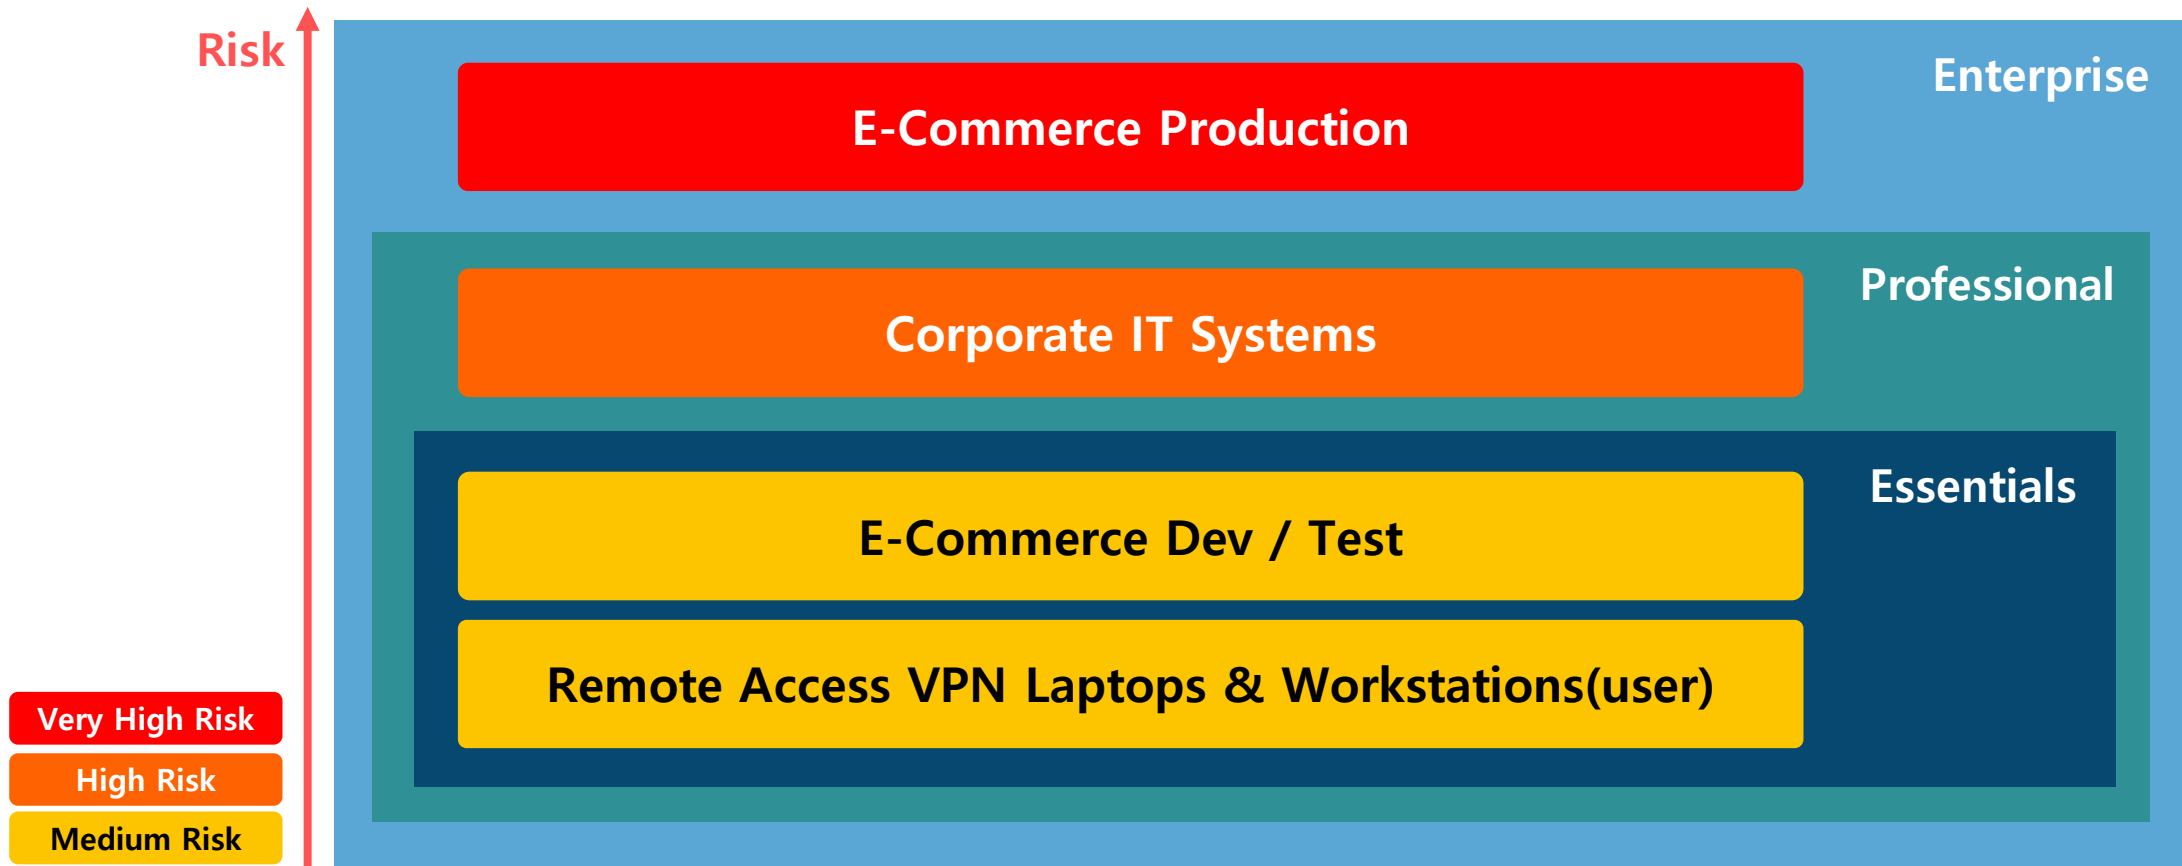 Risk
Enterprise
E-Commerce Production
Professional
Corporate IT Systems
Essentials
E-Commerce Dev / Test
Remote Access VPN Laptops & Workstations(user)
Very High Risk
High Risk
Medium Risk